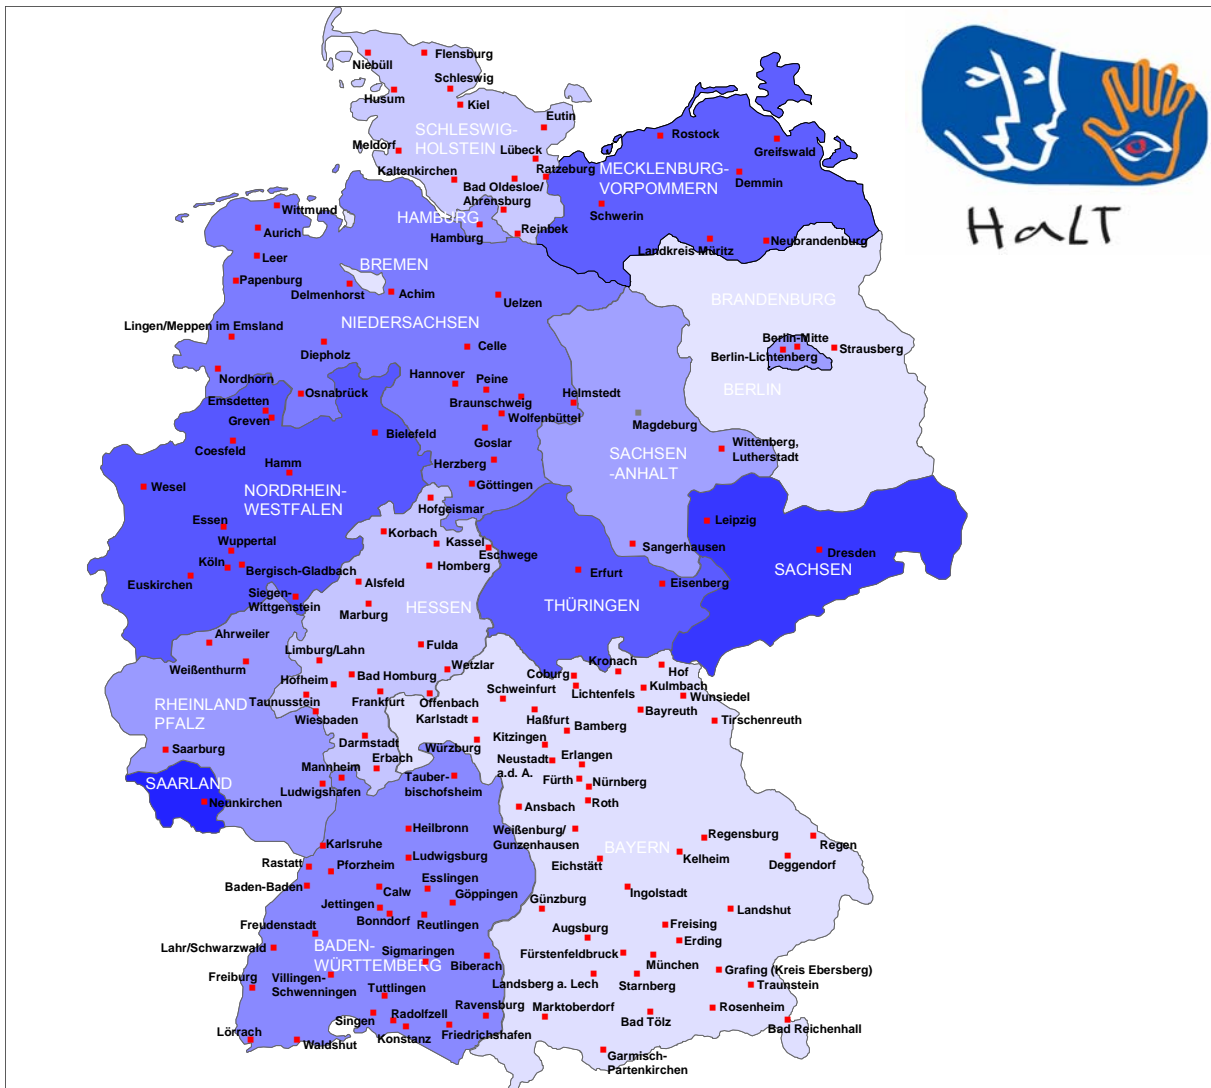 Niebüll
Flensburg
Schleswig
Husum
Kiel
Eutin
SCHLESWIG-
HOLSTEIN
Meldorf
Lübeck
Kaltenkirchen
Ratzeburg
Bad Oldesloe/
Ahrensburg
HAMBURG
Hamburg
Reinbek
Rostock
Greifswald
MECKLENBURG-
VORPOMMERN
Demmin
Schwerin
Landkreis Müritz
Neubrandenburg
HaLT
Wittmund
Aurich
Leer
BREMEN
Papenburg
Delmenhorst
Achim
Uelzen
Lingen/Meppen im Emsland
NIEDERSACHSEN
Diepholz
Celle
Nordhorn
Hannover
Peine
Helmstedt
Osnabrück
Braunschweig
Wolfenbüttel
Goslar
Herzberg
Göttingen
BRANDENBURG
Berlin-Mitte
Berlin-Lichtenberg
Strausberg
BERLIN
Magdeburg
SACHSEN
-ANHALT
Wittenberg,
Lutherstadt
Sangerhausen
Emsdetten
Greven
Bielefeld
Coesfeld
Hamm
Wesel
NORDRHEIN-
WESTFALEN
Essen
Wuppertal
Köln
Bergisch-Gladbach
Euskirchen
Siegen-
Wittgenstein
Hofgeismar
Korbach
Kassel
Eschwege
Homberg
Alsfeld
Marburg
HESSEN
Fulda
Limburg/Lahn
Wetzlar
Hofheim
Bad Homburg
Taunusstein
Frankfurt
Offenbach
Wiesbaden
Darmstadt
Erbach
Leipzig
Dresden
SACHSEN
Erfurt
Eisenberg
THÜRINGEN
Ahrweiler
Weißenthurm
RHEINLAND
PFALZ
Saarburg
SAARLAND
Neunkirchen
Mannheim
Ludwigshafen
Kronach
Coburg
Hof
Lichtenfels
Kulmbach
Wunsiedel
Schweinfurt
Karlstadt
Haßfurt
Bayreuth
Tirschenreuth
Kitzingen
Bamberg
Würzburg
Neustadt
a.d. A.
Erlangen
Fürth
Nürnberg
Ansbach
Roth
Weißenburg/
Gunzenhausen
BAYERN
Regensburg
Regen
Kelheim
Deggendorf
Eichstätt
Ingolstadt
Günzburg
Landshut
Augsburg
Freising
Erding
Fürstenfeldbruck
München
Grafing (Kreis Ebersberg)
Landsberg a. Lech
Starnberg
Traunstein
Marktoberdorf
Bad Tölz
Rosenheim
Bad Reichenhall
Garmisch-
Partenkirchen
Tauber-
bischofsheim
Heilbronn
Karlsruhe
Rastatt
Pforzheim
Ludwigsburg
Baden-Baden
Calw
Esslingen
Göppingen
Jettingen
Bonndorf
Reutlingen
Freudenstadt
Lahr/Schwarzwald
BADEN-
WÜRTTEMBERG
Sigmaringen
Biberach
Freiburg
Villingen-
Schwenningen
Tuttlingen
Singen
Radolfzell
Ravensburg
Lörrach
Waldshut
Konstanz
Friedrichshafen